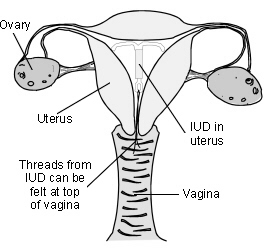 Ovary
Uterus
IUD in
uterus
Threads from
IUD can be
felt at top
of vagina
Vagina